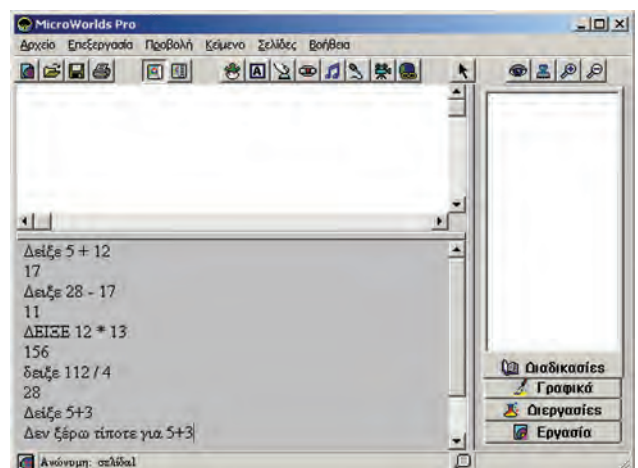 MicroWorlds Pro
Αρχείο Επεξεργασία Προβολή Κείμενο Σελίδες Βοήθεια
Δείξε 5 + 12
17
Δειξε 28 - 17
11
ΔΕΙΞΕ 12 * 13
156
δειξε 112 / 4
28
Δείξε 5+3
Δεν ξέρω τίποτε για 5+3
Διαδικασίες
Γραφικά
Διεργασίες
Εργασία
Ανώνυμη: σελίδα1